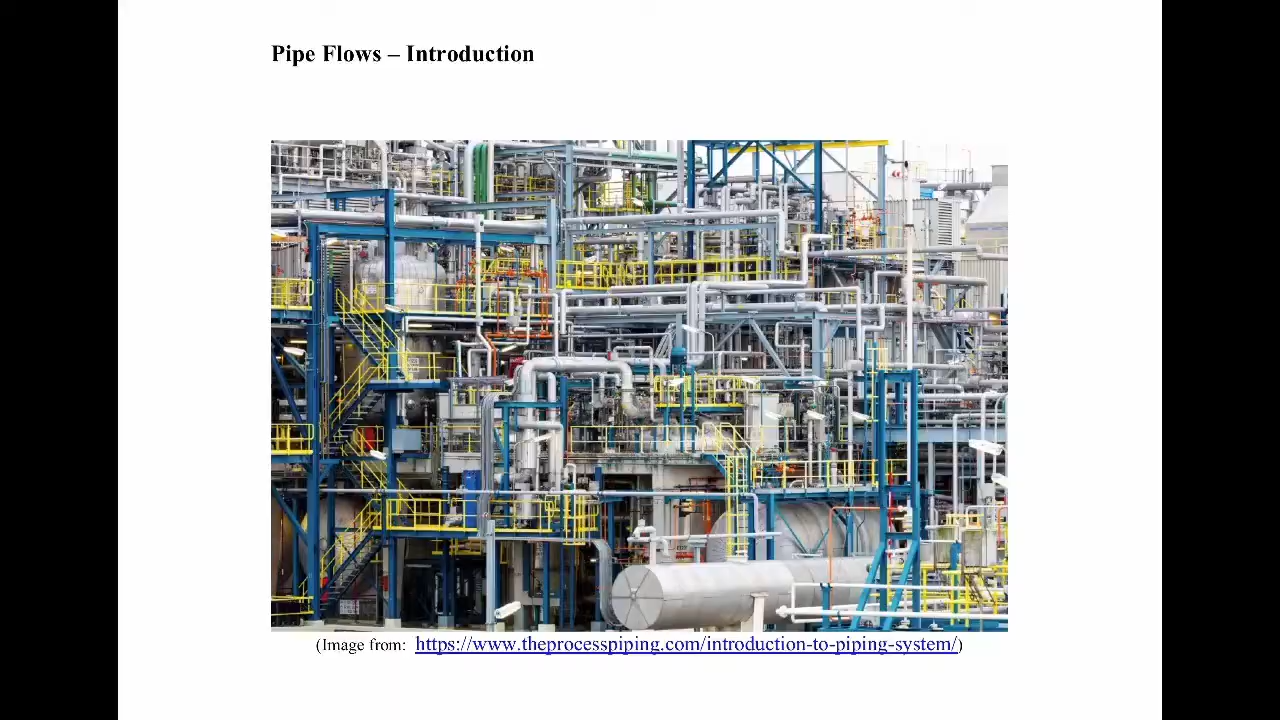 Pipe Flows – Introduction
(Image from: https://www.theprocesspiping.com/introduction-to-piping-system/)